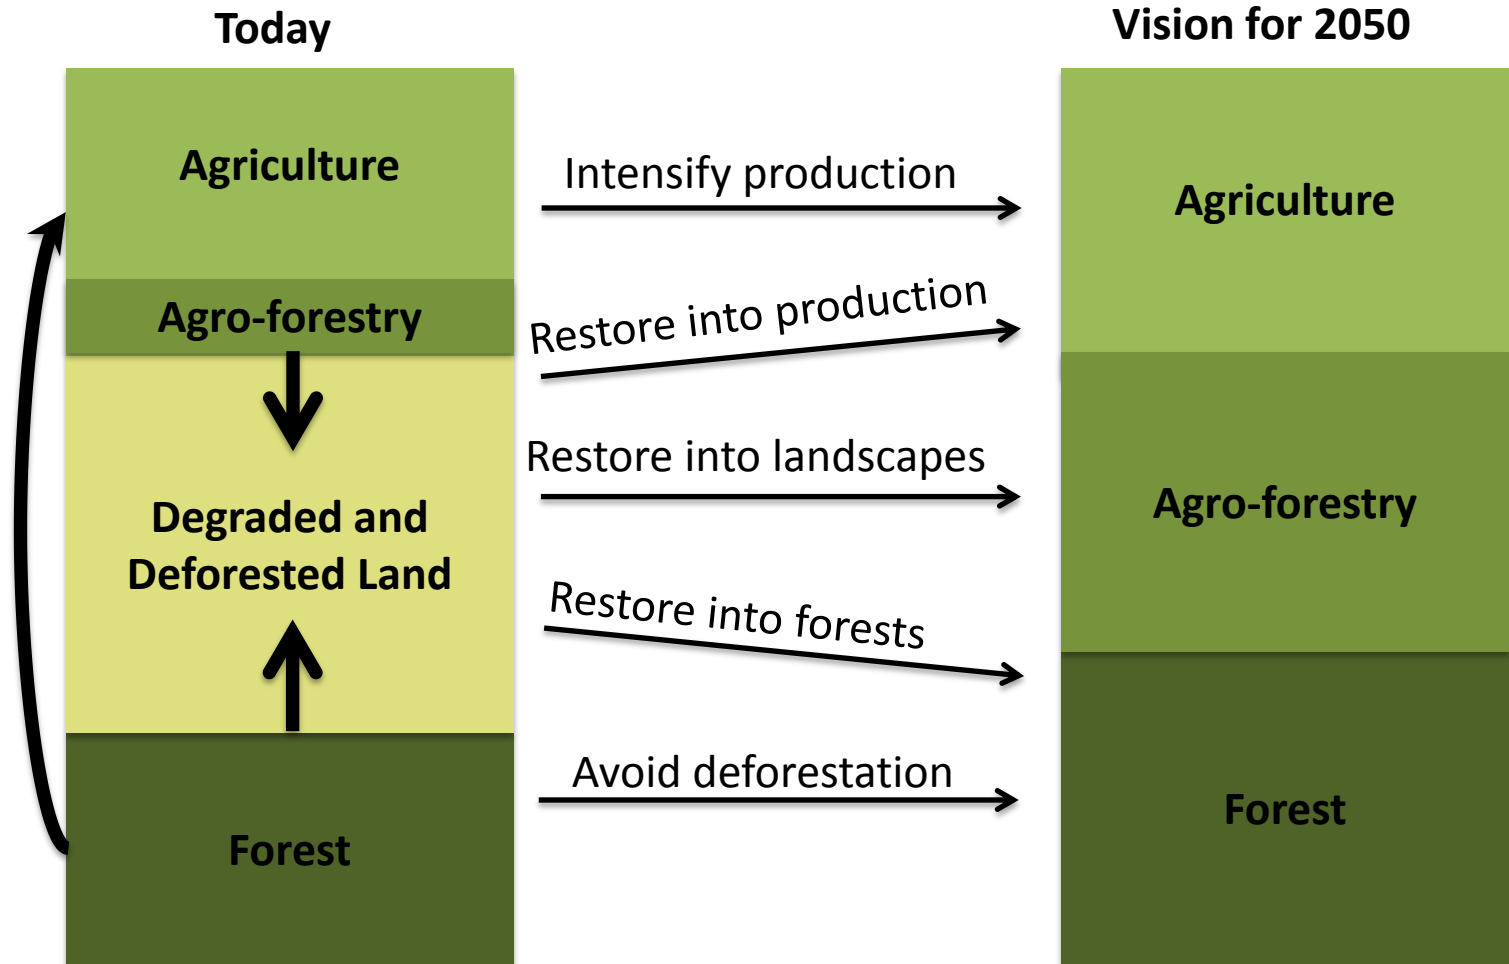 Today
Vision for 2050
Agriculture
Agro-forestry
Degraded and
Deforested Land
Forest
Intensify production
Restore into production
Restore into landscapes
Restore into forests
Avoid deforestation
Agriculture
Agro-forestry
Forest